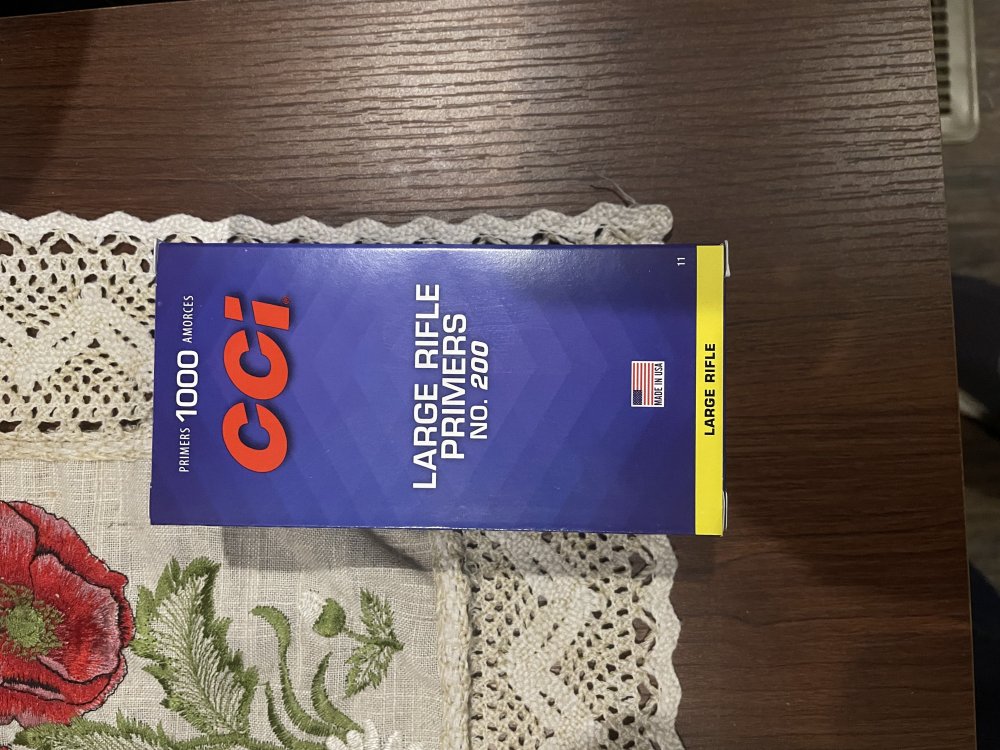 PRIMERS 1000 AMORCES
CCI®
LARGE RIFLE
PRIMERS
NO. 200
MADE IN USA
11
LARGE RIFLE